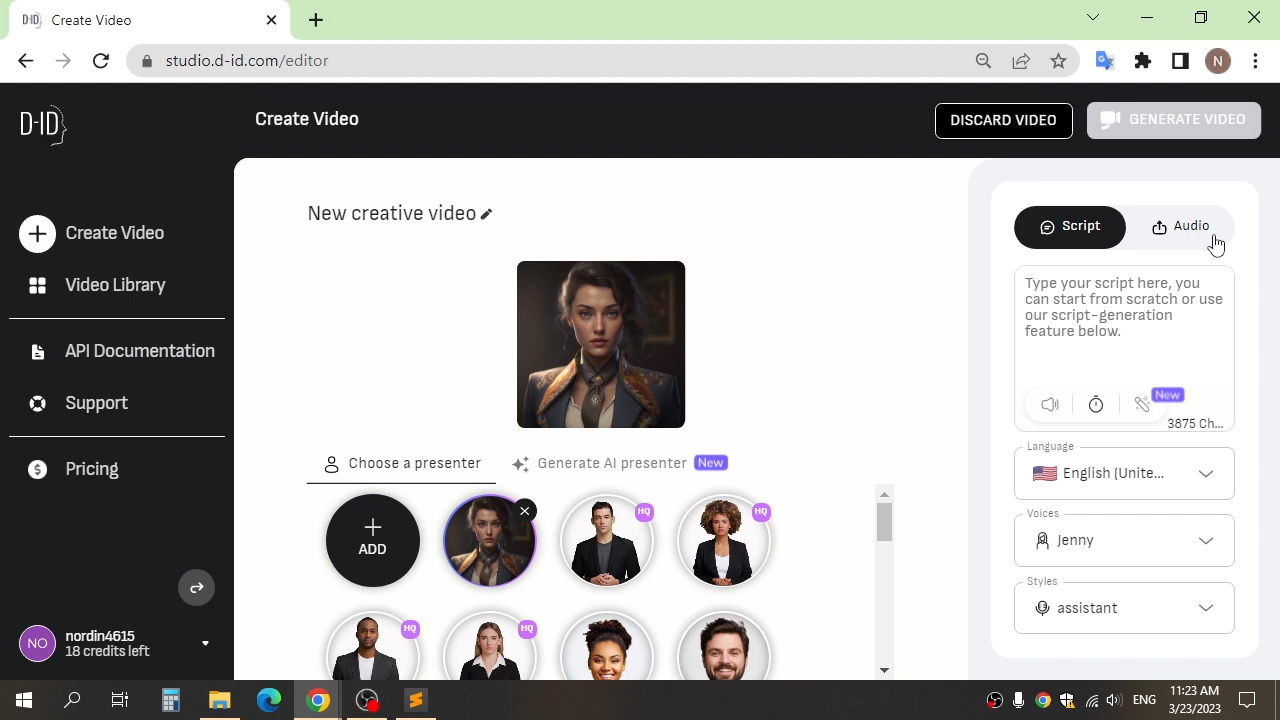 D-ID Create Video
studio.d-id.com/editor
N
D-ID
Create Video
DISCARD VIDEO
GENERATE VIDEO
Create Video
Video Library
API Documentation
Support
$ Pricing
NO nordin4615
18 credits left
New creative video
Choose a presenter
Generate AI presenter New
ADD
HQ
HQ
HQ
HQ
Script
Audio
Type your script here, you
can start from scratch or use
our script-generation
feature below.
New
3875 Ch...
Language
English (Unite...
Voices
Jenny
Styles
assistant
ENG
11:23 AM
3/23/2023